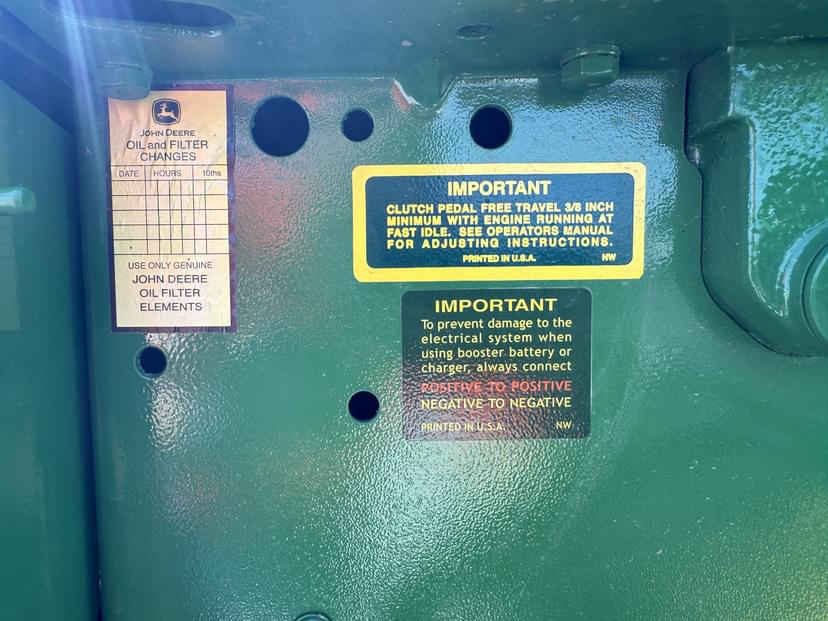 JOHN DEERE
OIL and FILTER
CHANGES
DATE HOURS 10ths
USE ONLY GENUINE
JOHN DEERE
OIL FILTER
ELEMENTS
IMPORTANT
CLUTCH PEDAL FREE TRAVEL 3/8 INCH
MINIMUM WITH ENGINE RUNNING AT
FAST IDLE. SEE OPERATORS MANUAL
FOR ADJUSTING INSTRUCTIONS.
PRINTED IN U.S.A. NW
IMPORTANT
To prevent damage to the
electrical system when
using booster battery or
charger, always connect
POSITIVE TO POSITIVE
NEGATIVE TO NEGATIVE
PRINTED IN U.S.A. NW